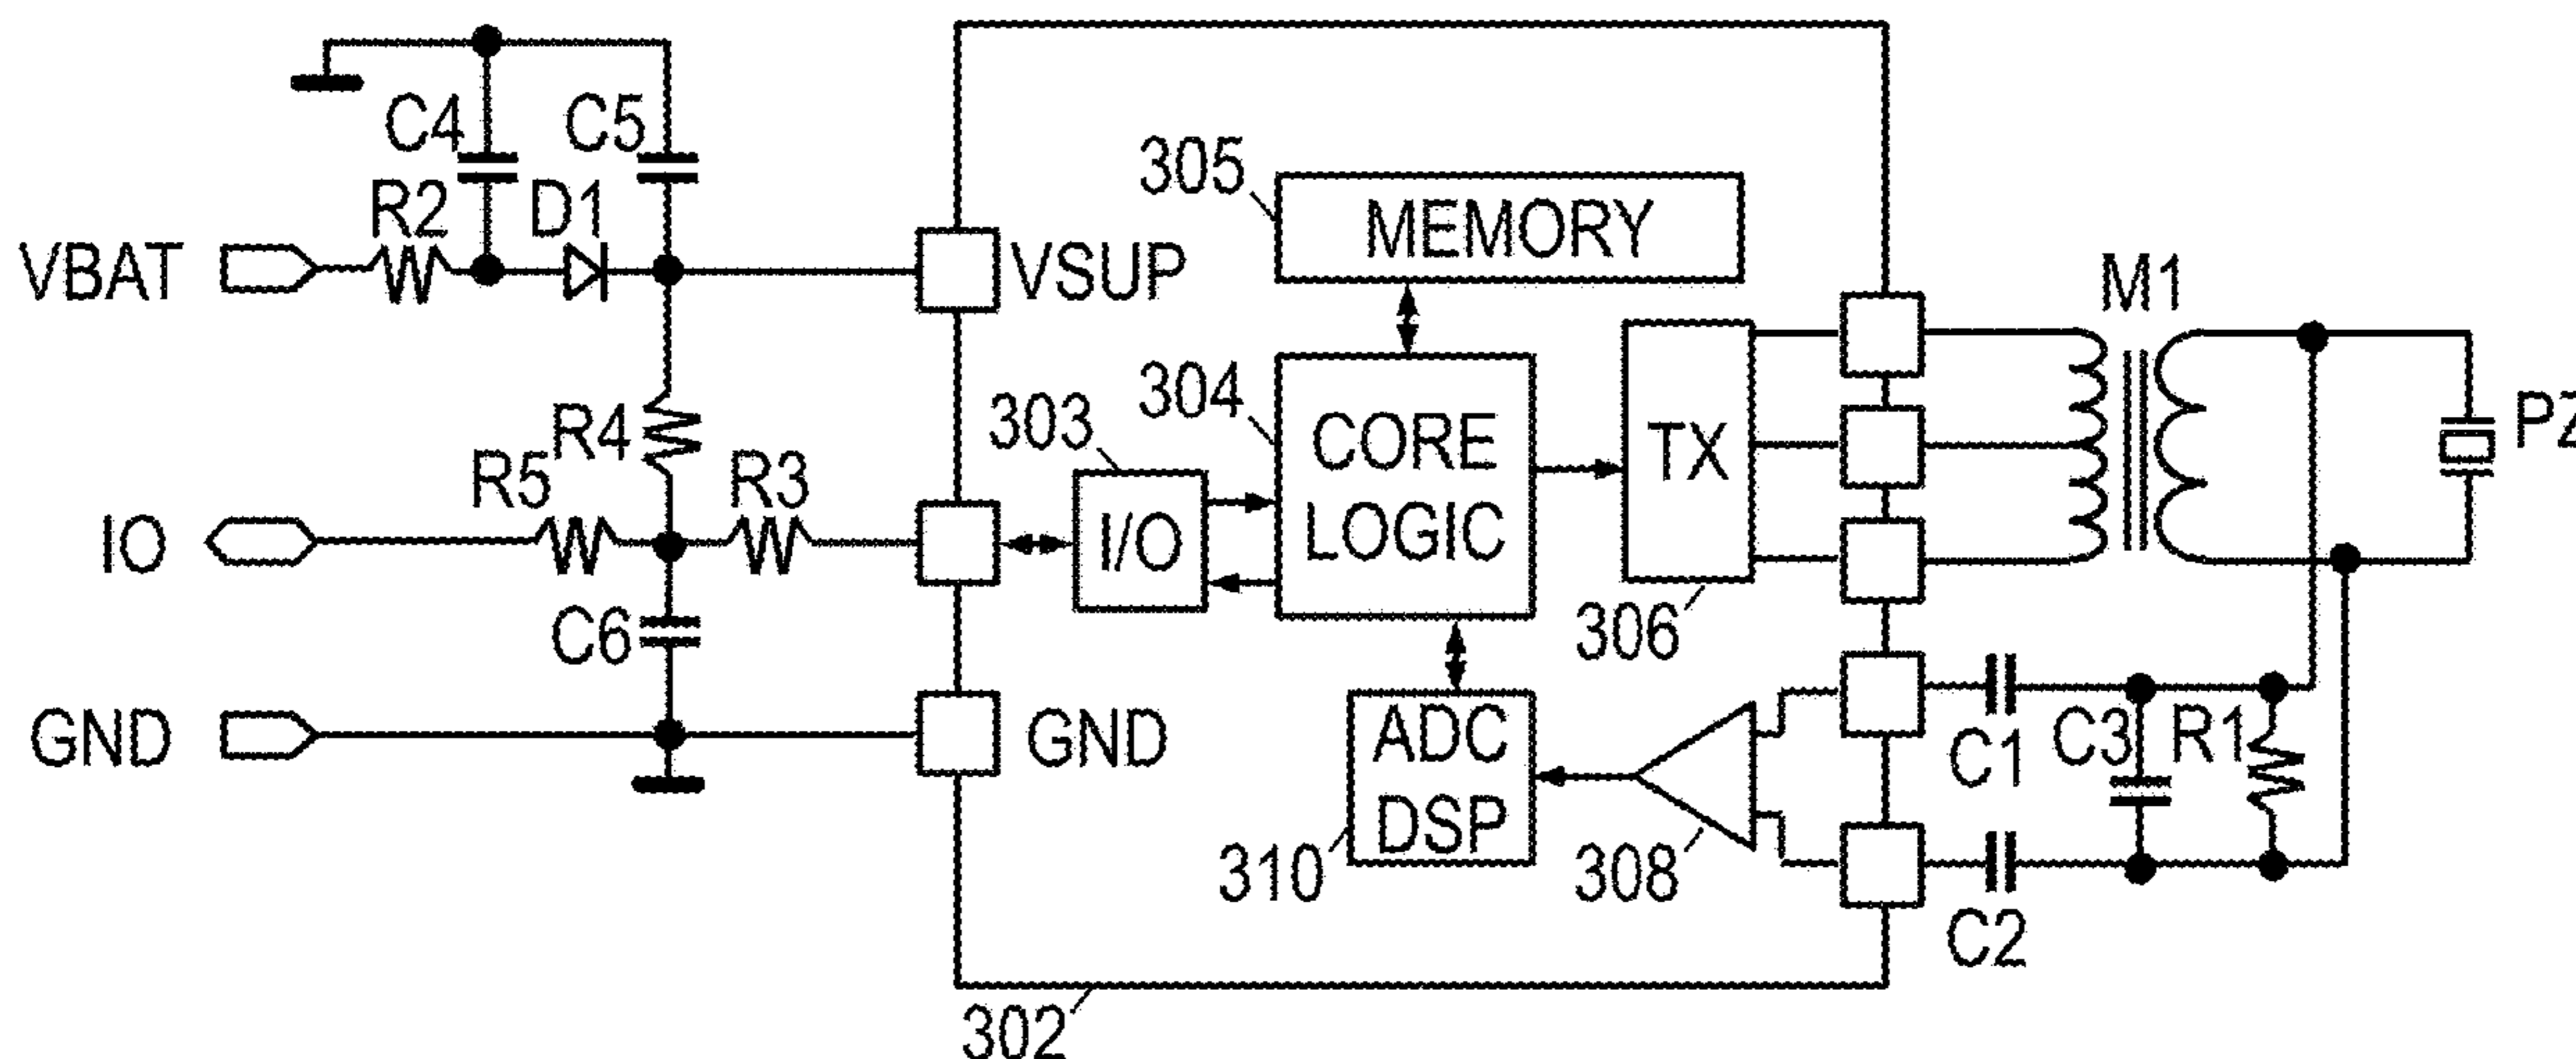 C4
C5
R2
D1
VBAT
VSUP
305
MEMORY
M1
303
304
CORE
LOGIC
TX
R4
R5
R3
IO
I/O
PZ
C6
306
GND
GND
ADC
DSP
310
308
C1
C3
R1
C2
302